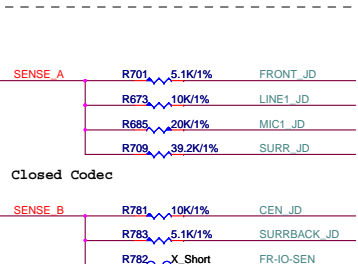 SENSE_A R701 5.1K/1% FRONT_JD
R673 10K/1% LINE1_JD
R685 20K/1% MIC1_JD
R709 39.2K/1% SURR_JD
Closed Codec
SENSE_B R781 10K/1% CEN_JD
R783 5.1K/1% SURRBACK_JD
R782 X_Short FR-IO-SEN